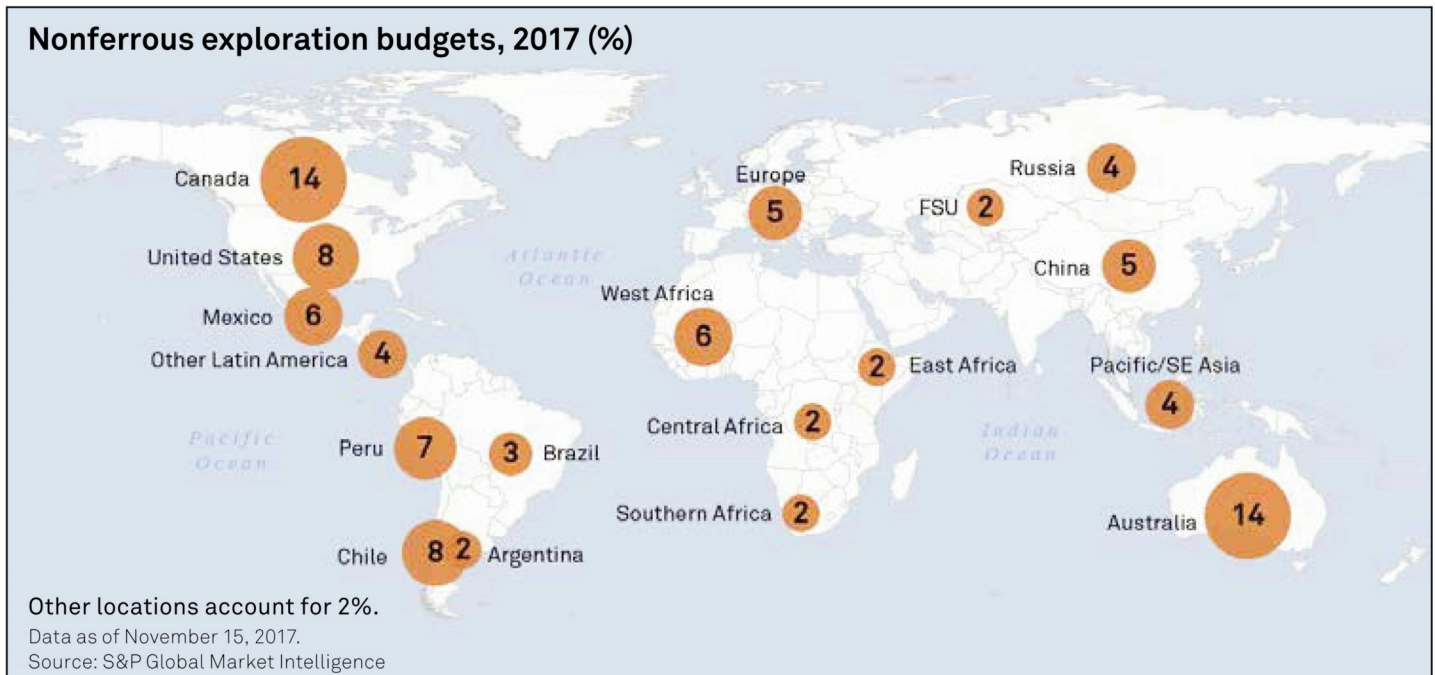 Nonferrous exploration budgets, 2017 (%)
Canada 14
United States 8
Mexico 6
Other Latin America 4
Peru 7
3 Brazil
Chile 8
2 Argentina
Atlantic
Ocean
Pacific
Ocean
Europe
5
West Africa
6
2 East Africa
Central Africa 2
Southern Africa 2
Russia 4
FSU 2
China 5
Pacific/SE Asia
4
Indian
Ocean
Australia 14
Other locations account for 2%.
Data as of November 15, 2017.
Source: S&P Global Market Intelligence